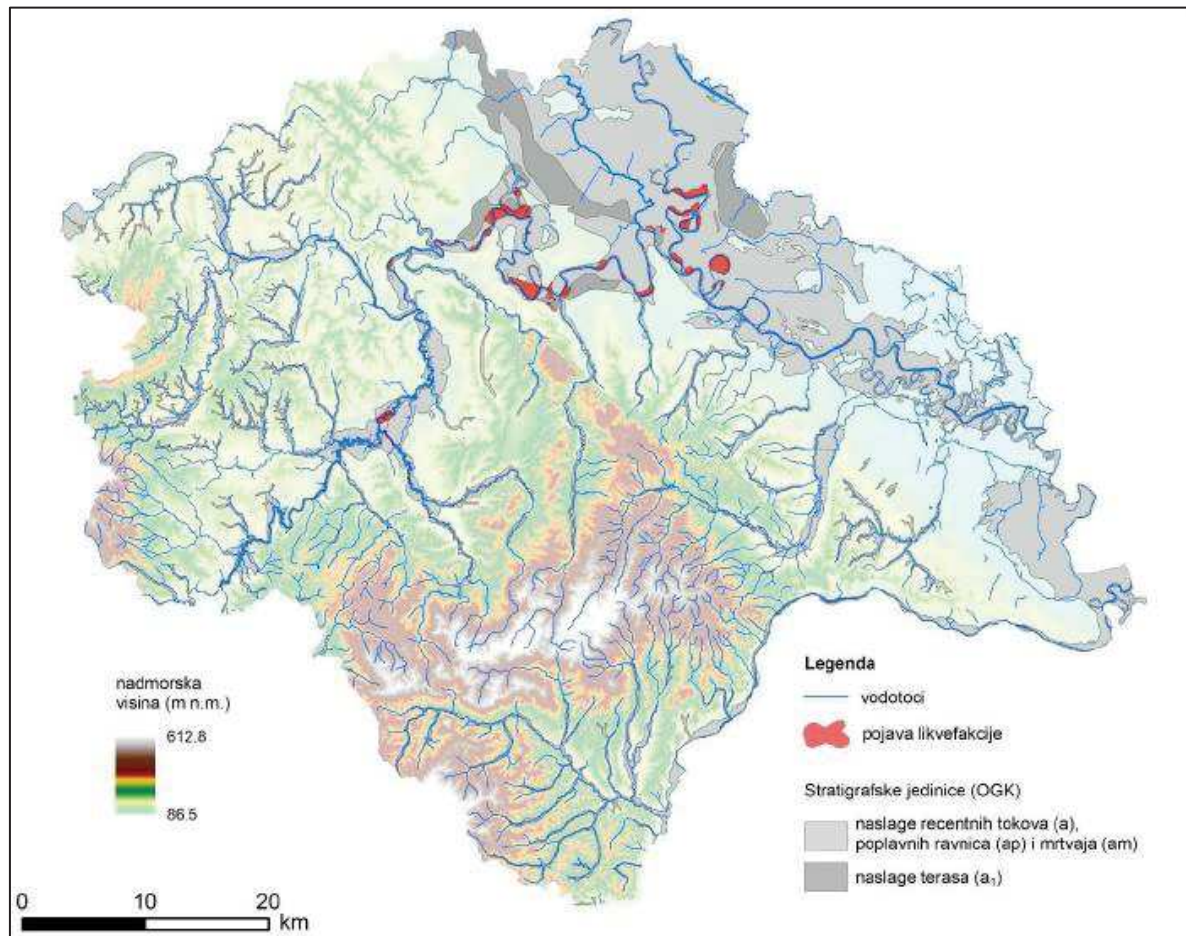 nadmorska
visina (m n.m.)
612.8
86.5
0 10 20
km
Legenda
vodotoci
pojava likvefakcije
Stratigrafske jedinice (OGK)
naslage recentnih tokova (a),
poplavnih ravnica (ap) i mrtvaja (am)
naslage terasa (a₁)